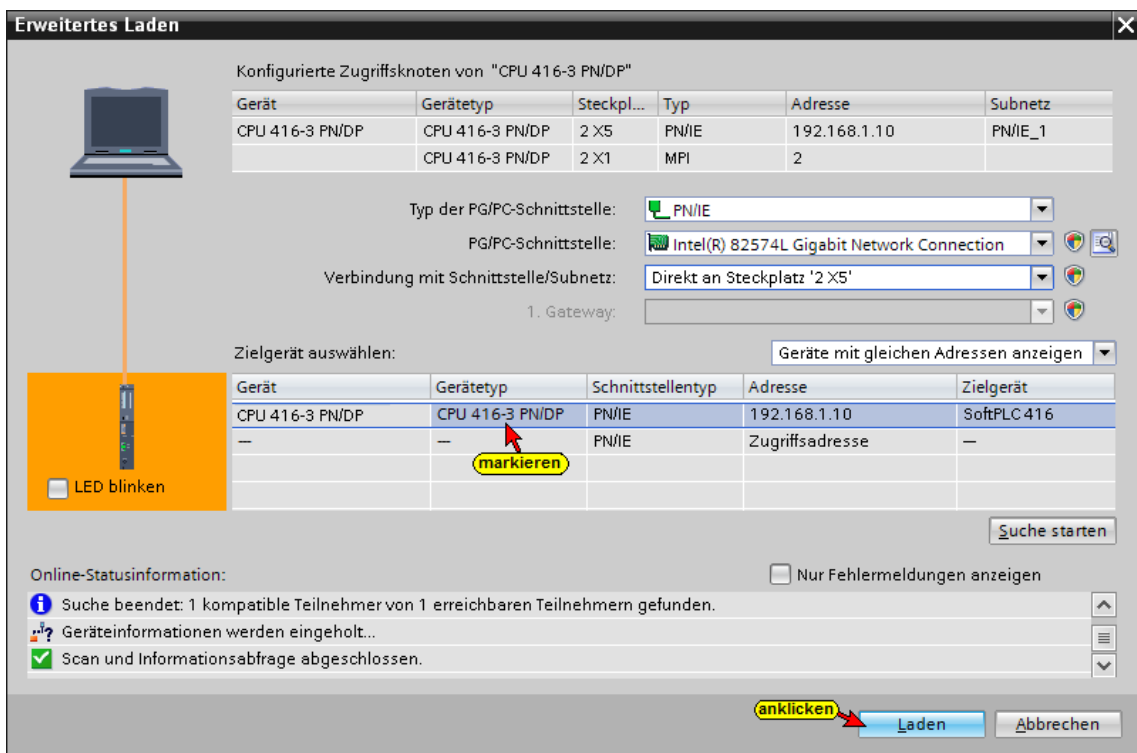 Erweitertes Laden
Konfigurierte Zugriffsknoten von "CPU 416-3 PN/DP"
Gerät Gerätetyp Steckpl... Typ Adresse Subnetz
CPU 416-3 PN/DP CPU 416-3 PN/DP 2 X5 PN/IE 192.168.1.10 PN/IE_1
CPU 416-3 PN/DP 2 X1 MPI 2
Typ der PG/PC-Schnittstelle: PN/IE
PG/PC-Schnittstelle: Intel(R) 82574L Gigabit Network Connection
Verbindung mit Schnittstelle/Subnetz: Direkt an Steckplatz '2 X5'
1. Gateway:
Zielgerät auswählen: Geräte mit gleichen Adressen anzeigen
Gerät Gerätetyp Schnittstellentyp Adresse Zielgerät
CPU 416-3 PN/DP CPU 416-3 PN/DP PN/IE 192.168.1.10 SoftPLC 416
— — PN/IE Zugriffsadresse —
markieren
LED blinken
Suche starten
Online-Statusinformation: Nur Fehlermeldungen anzeigen
Suche beendet: 1 kompatible Teilnehmer von 1 erreichbaren Teilnehmern gefunden.
Geräteinformationen werden eingeholt...
Scan und Informationsabfrage abgeschlossen.
anklicken
Laden Abbrechen